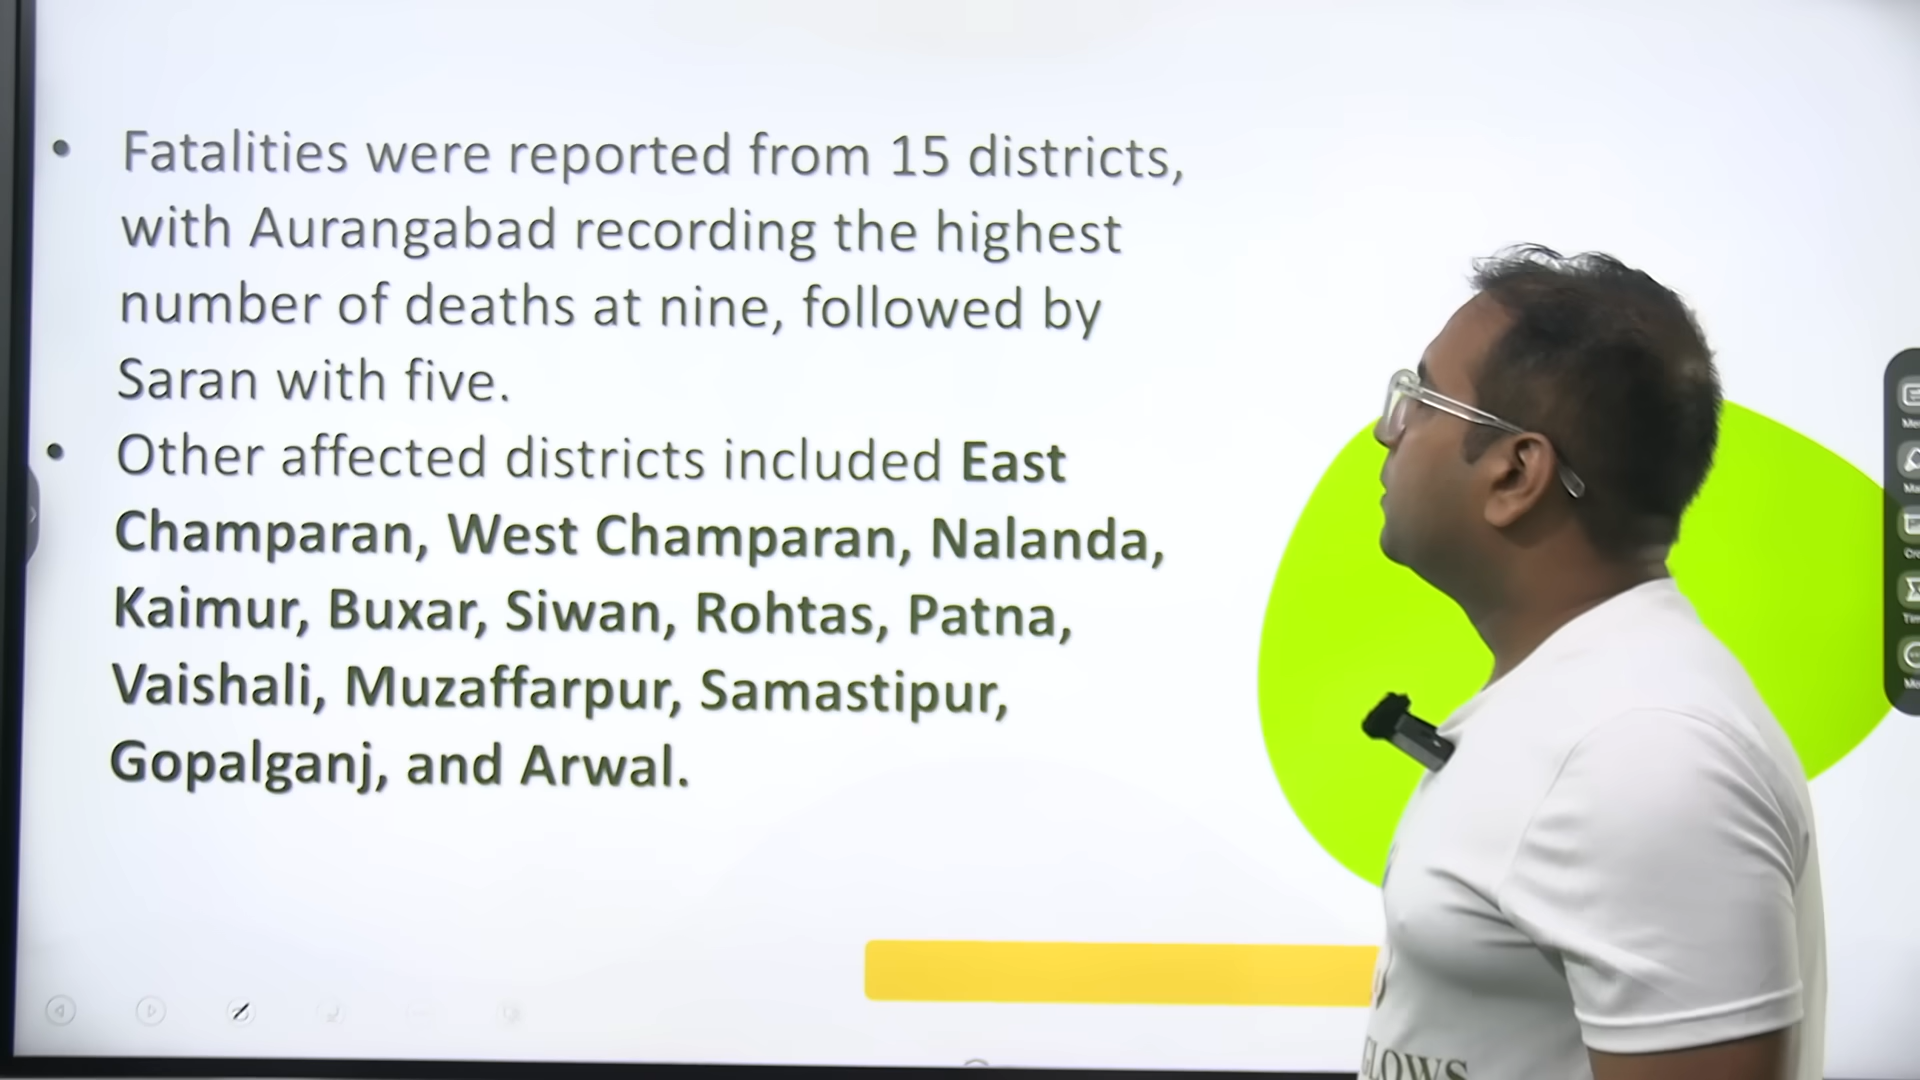 • Fatalities were reported from 15 districts,
with Aurangabad recording the highest
number of deaths at nine, followed by
Saran with five.
• Other affected districts included East
Champaran, West Champaran, Nalanda,
Kaimur, Buxar, Siwan, Rohtas, Patna,
Vaishali, Muzaffarpur, Samastipur,
Gopalganj, and Arwal.
GLOWS